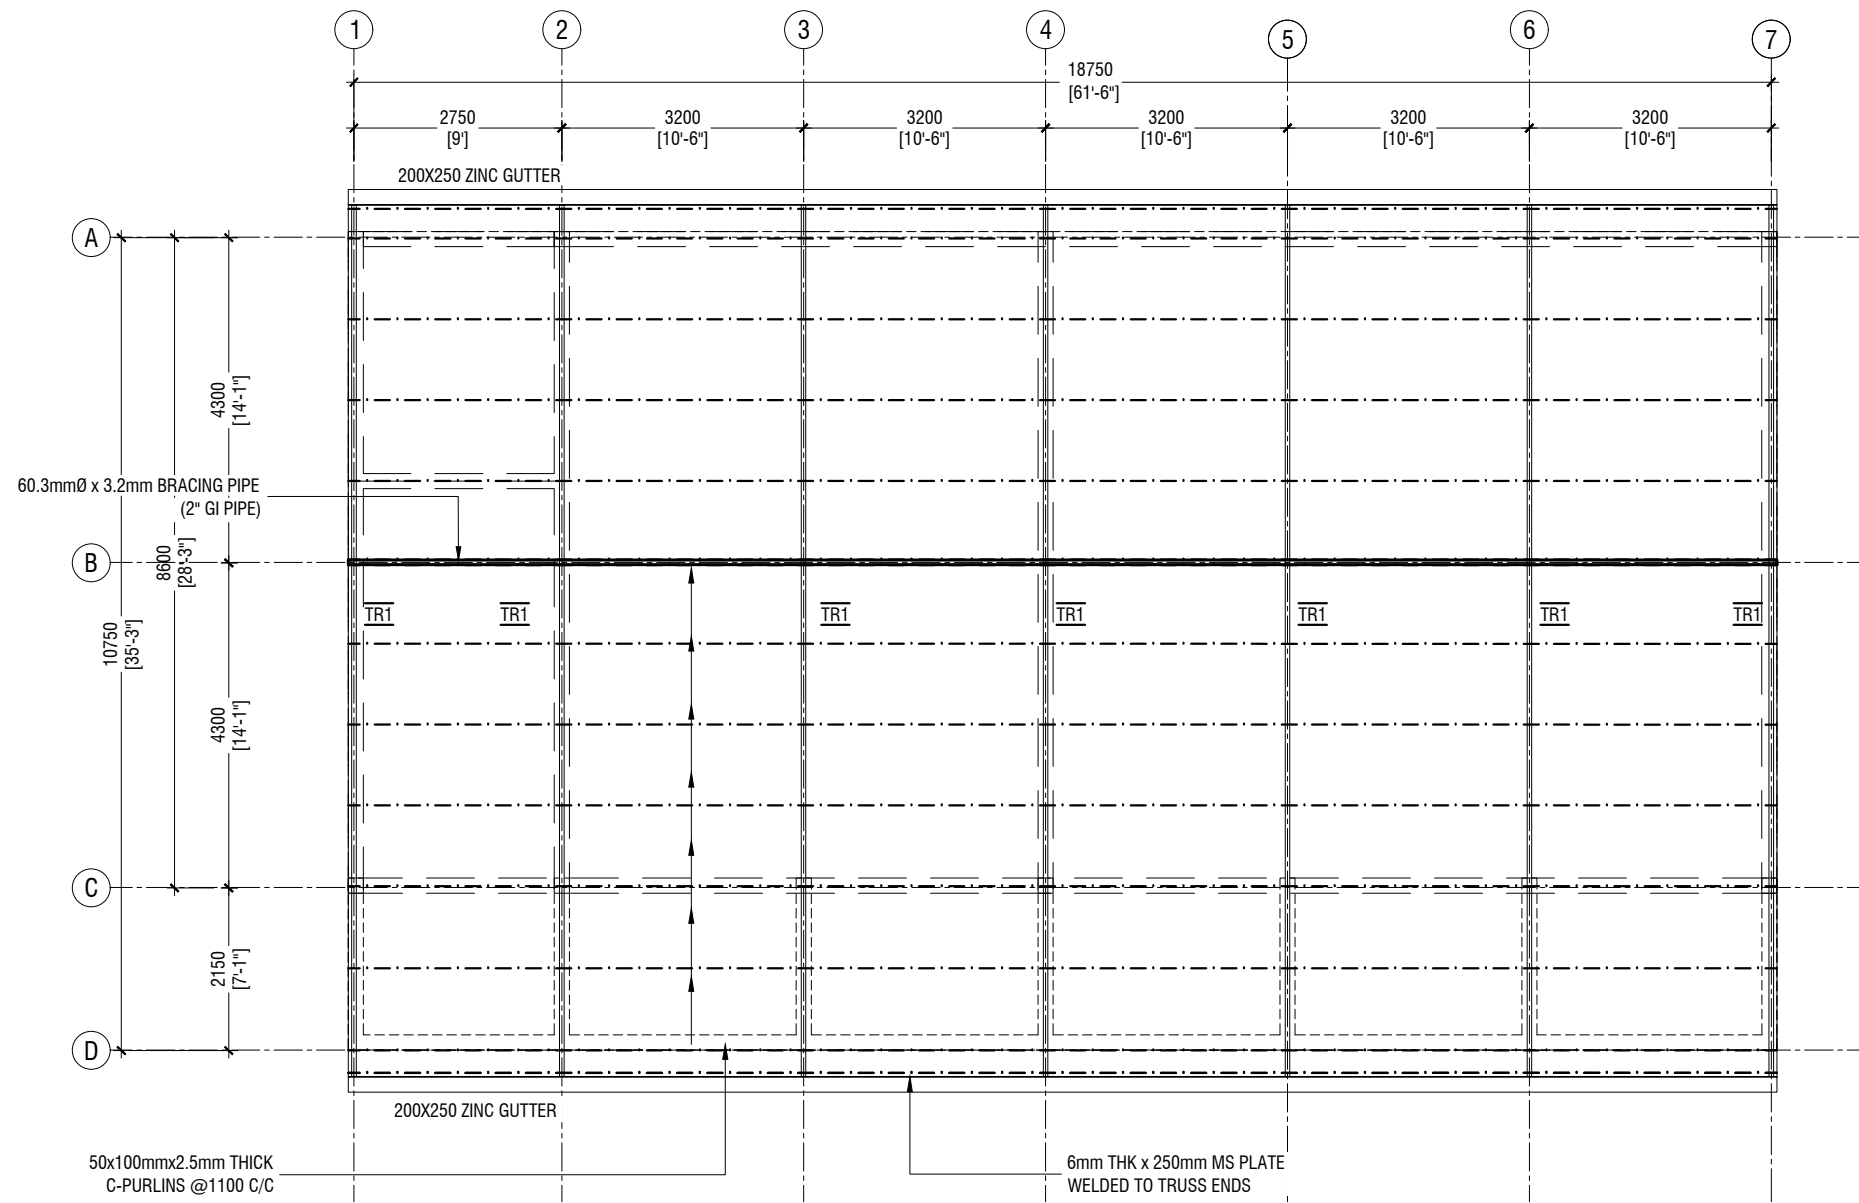 1
2
3
4
5
6
7
18750
[61'-6"]
2750
[9']
3200
[10'-6"]
3200
[10'-6"]
3200
[10'-6"]
3200
[10'-6"]
3200
[10'-6"]
200X250 ZINC GUTTER
A
4300
[14'-1"]
60.3mmØ x 3.2mm BRACING PIPE
(2" GI PIPE)
B
8600
[28'-3"]
10750
[35'-3"]
TR1
TR1
TR1
TR1
TR1
TR1
TR1
4300
[14'-1"]
C
2150
[7'-1"]
D
200X250 ZINC GUTTER
50x100mmx2.5mm THICK
C-PURLINS @1100 C/C
6mm THK x 250mm MS PLATE
WELDED TO TRUSS ENDS